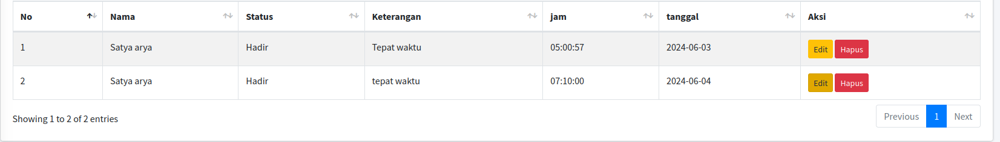 No Nama Status Keterangan jam tanggal Aksi
1 Satya arya Hadir Tepat waktu 05:00:57 2024-06-03 Edit Hapus
2 Satya arya Hadir tepat waktu 07:10:00 2024-06-04 Edit Hapus
Showing 1 to 2 of 2 entries Previous 1 Next